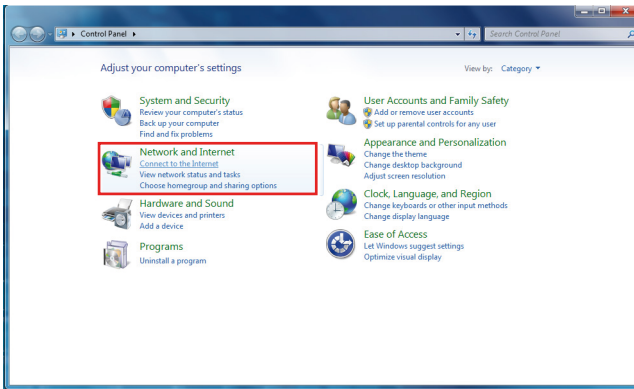 Control Panel
Search Control Panel
Adjust your computer's settings
View by: Category
System and Security
Review your computer's status
Back up your computer
Find and fix problems
Network and Internet
Connect to the Internet
View network status and tasks
Choose homegroup and sharing options
Hardware and Sound
View devices and printers
Add a device
Programs
Uninstall a program
User Accounts and Family Safety
Add or remove user accounts
Set up parental controls for any user
Appearance and Personalization
Change the theme
Change desktop background
Adjust screen resolution
Clock, Language, and Region
Change keyboards or other input methods
Change display language
Ease of Access
Let Windows suggest settings
Optimize visual display